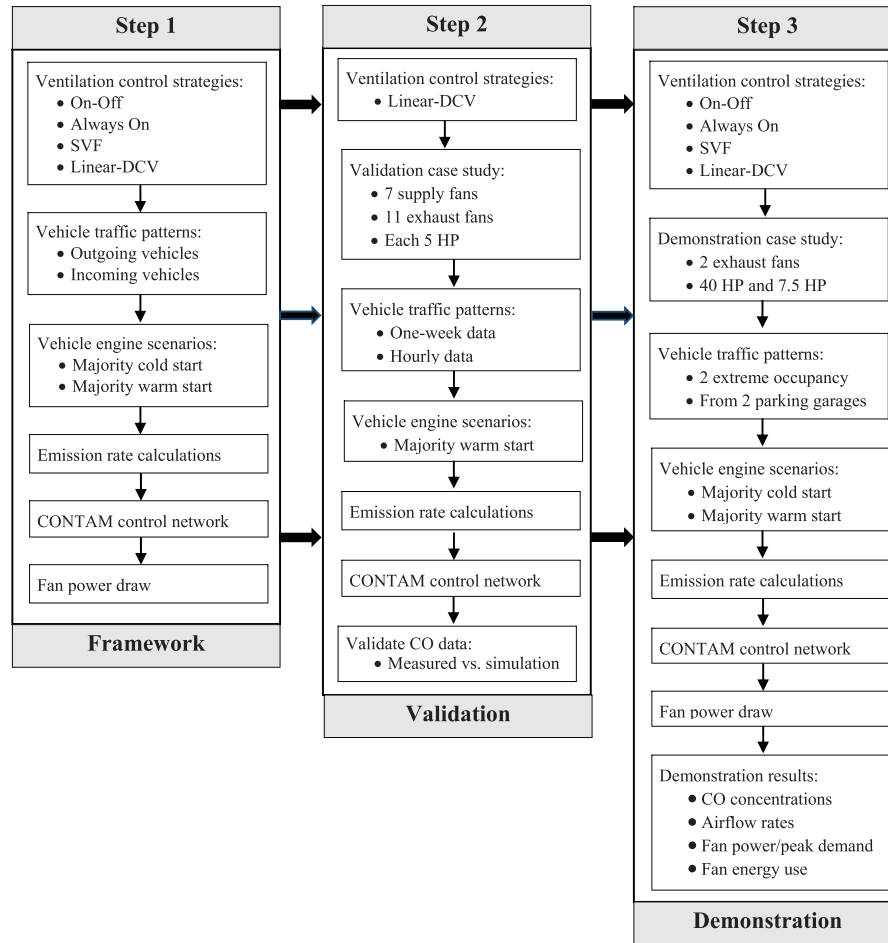 Step 1
Ventilation control strategies:
• On-Off
• Always On
• SVF
• Linear-DCV
Vehicle traffic patterns:
• Outgoing vehicles
• Incoming vehicles
Vehicle engine scenarios:
• Majority cold start
• Majority warm start
Emission rate calculations
CONTAM control network
Fan power draw
Framework
Step 2
Ventilation control strategies:
• Linear-DCV
Validation case study:
• 7 supply fans
• 11 exhaust fans
• Each 5 HP
Vehicle traffic patterns:
• One-week data
• Hourly data
Vehicle engine scenarios:
• Majority warm start
Emission rate calculations
CONTAM control network
Validate CO data:
• Measured vs. simulation
Validation
Step 3
Ventilation control strategies:
• On-Off
• Always On
• SVF
• Linear-DCV
Demonstration case study:
• 2 exhaust fans
• 40 HP and 7.5 HP
Vehicle traffic patterns:
• 2 extreme occupancy
• From 2 parking garages
Vehicle engine scenarios:
• Majority cold start
• Majority warm start
Emission rate calculations
CONTAM control network
Fan power draw
Demonstration results:
• CO concentrations
• Airflow rates
• Fan power/peak demand
• Fan energy use
Demonstration